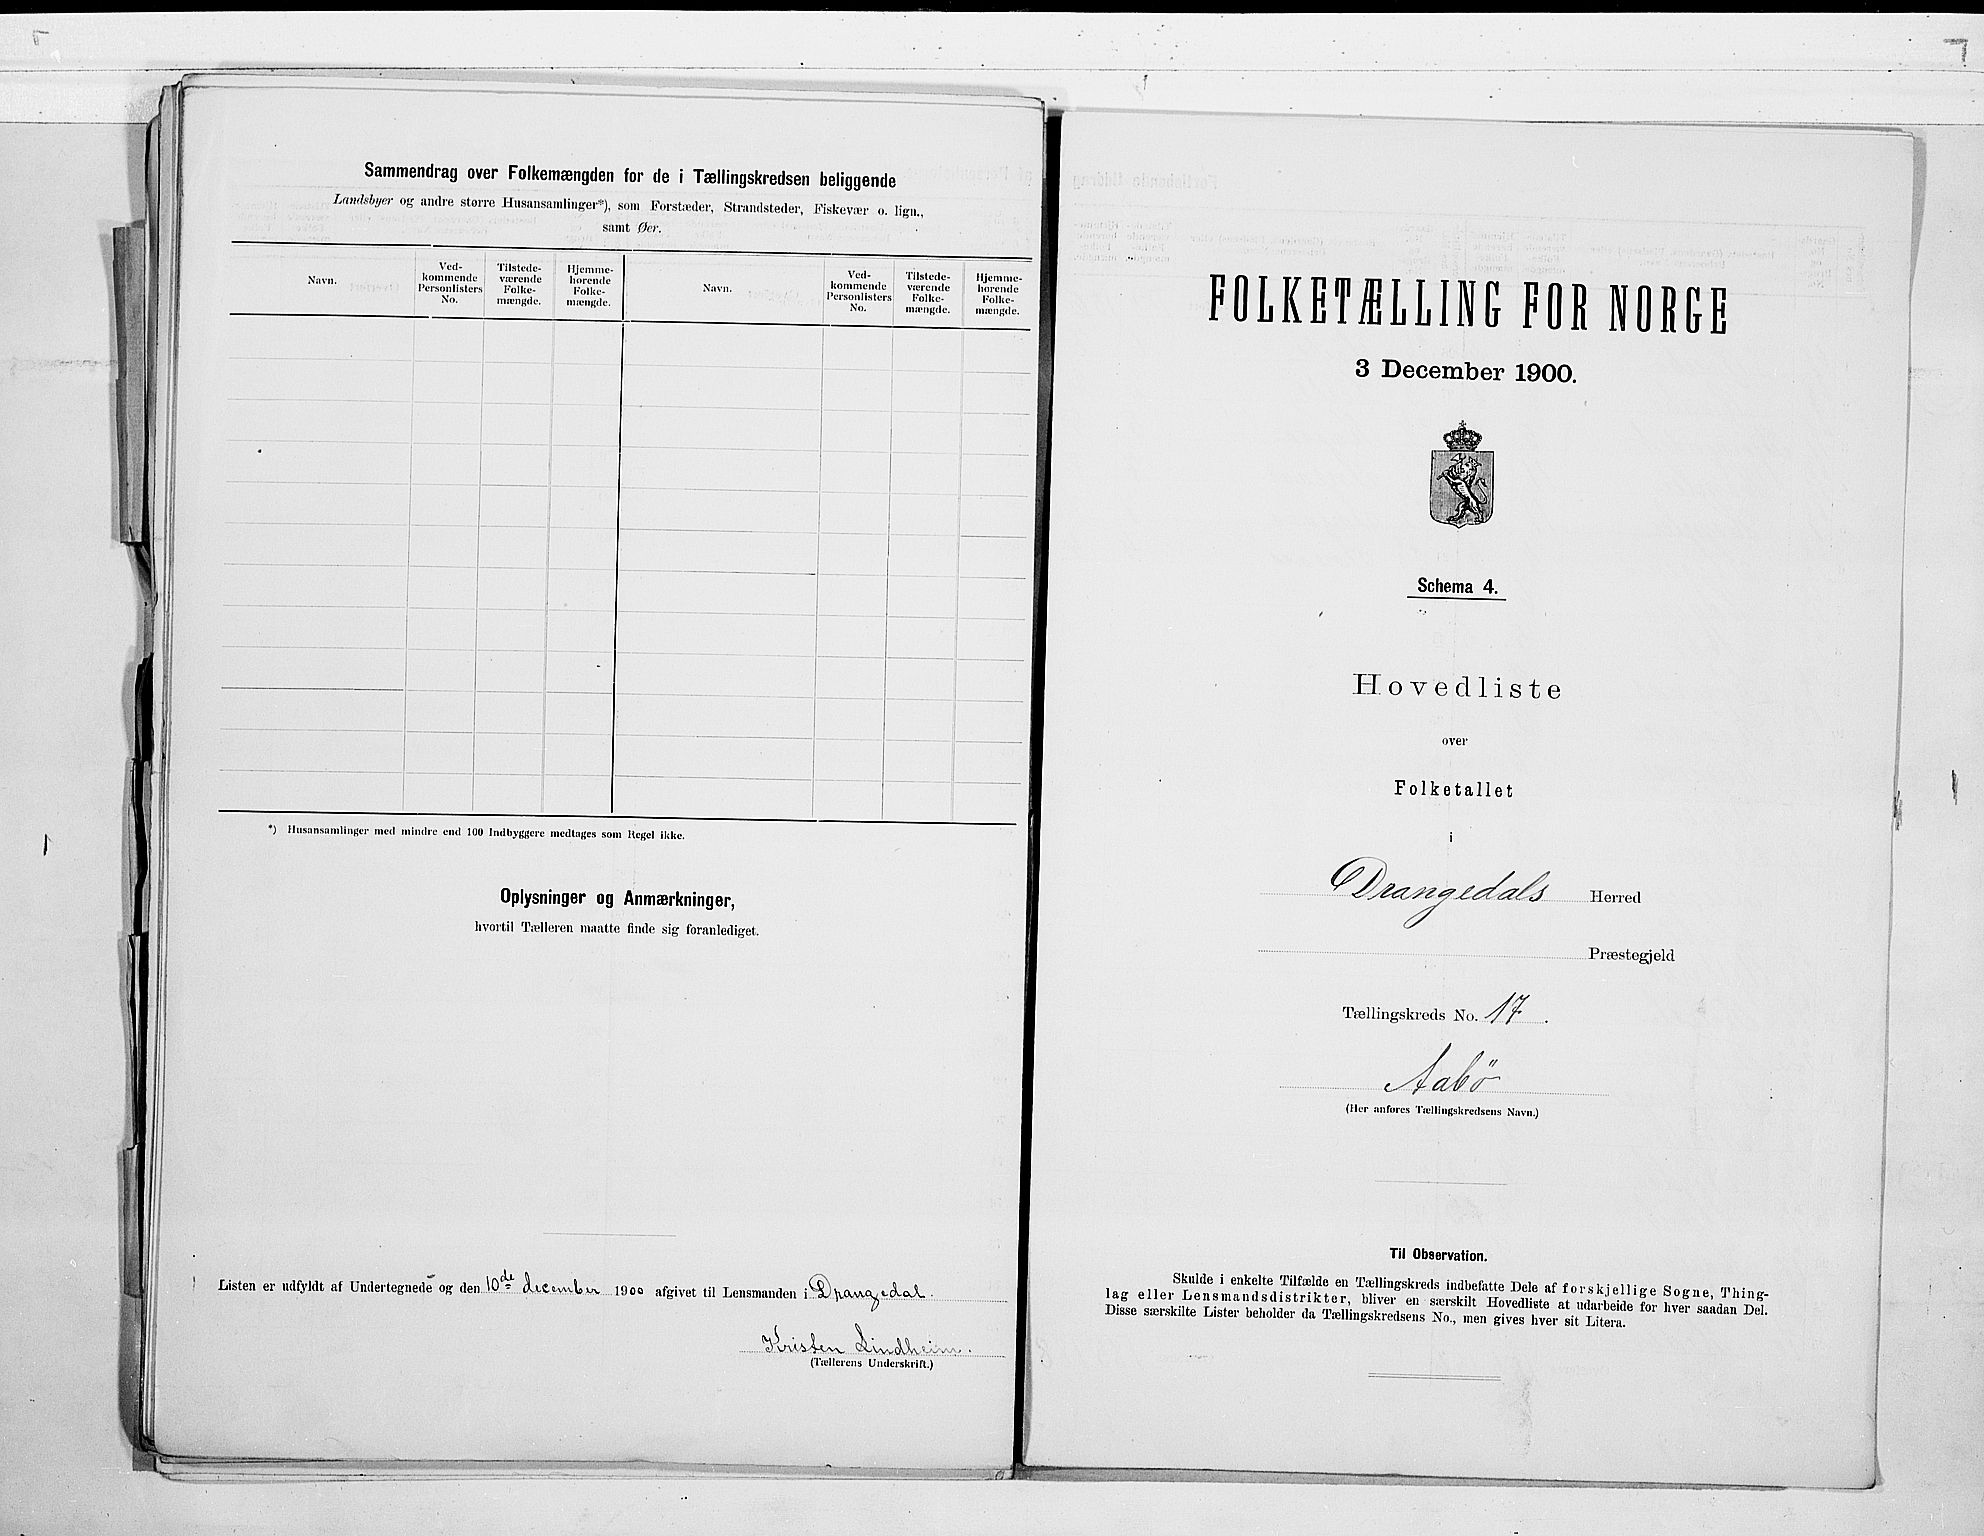 Sammendrag over Folkemængden for de i Tællingskredsen beliggende
Landsbyer og andre større Husansamlinger*), som Forstæder, Strandsteder, Fiskevær o. lign.,
samt Øer.
Navn. Ved-kommende Personlisters No. Tilstede-værende Folke-mængde. Hjemme-hørende Folke-mængde. Navn. Ved-kommende Personlisters No. Tilstede-værende Folke-mængde. Hjemme-hørende Folke-mængde.
*) Husansamlinger med mindre end 100 Indbyggere medtages som Regel ikke.
Oplysninger og Anmærkninger,
hvortil Tælleren maatte finde sig foranlediget.
Listen er udfyldt af Undertegnede og den 10de december 1900 afgivet til Lensmanden i Drangedal.
Kristen Lindheim.
(Tællerens Underskrift.)
FOLKETÆLLING FOR NORGE
3 December 1900.
Schema 4.
Hovedliste
over
Folketallet
i
Drangedals Herred
Præstegjeld
Tællingskreds No. 17.
Aabö
(Her anføres Tællingskredsens Navn.)
Til Observation.
Skulde i enkelte Tilfælde en Tællingskreds indbefatte Dele af forskjellige Sogne, Thing-
lag eller Lensmandsdistrikter, bliver en særskilt Hovedliste at udarbeide for hver saadan Del.
Disse særskilte Lister beholder da Tællingskredsens No., men gives hver sit Litera.